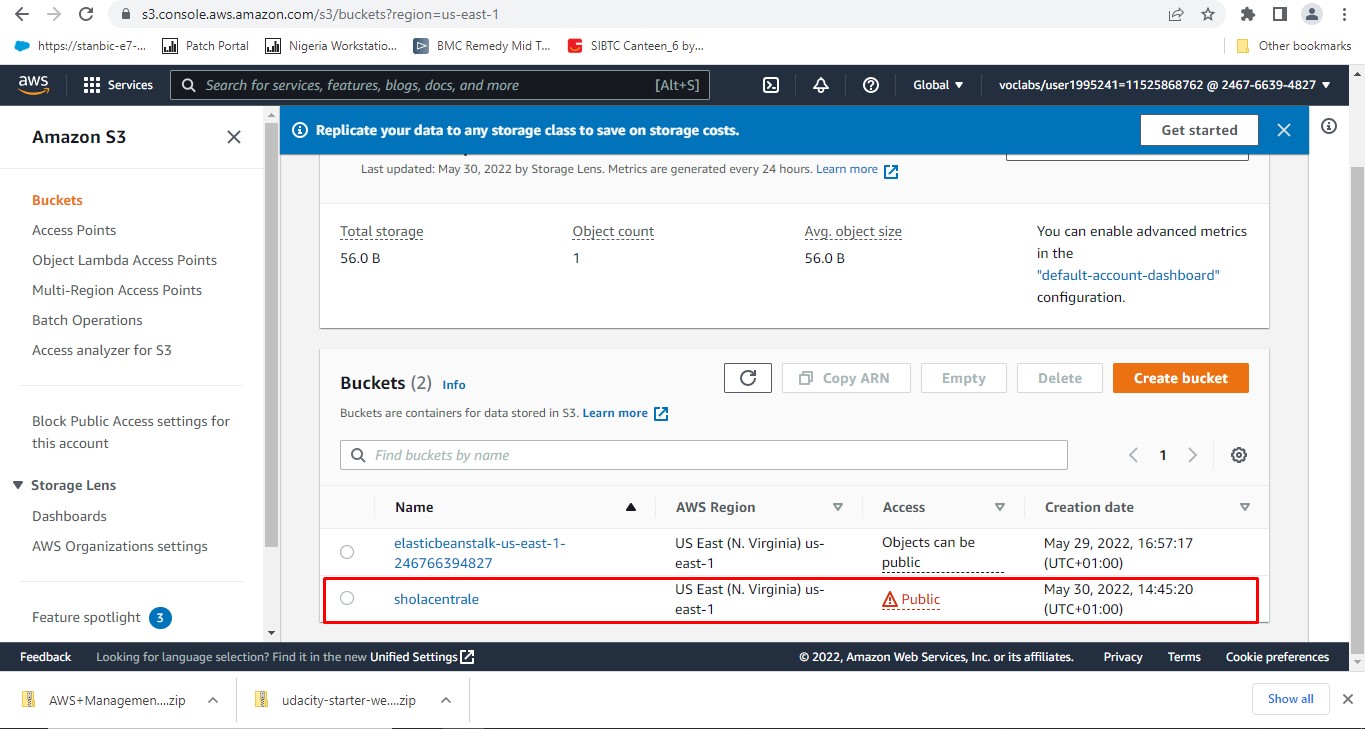 s3.console.aws.amazon.com/s3/buckets?region=us-east-1
https://stanbic-e7-... Patch Portal Nigeria Workstatio... BMC Remedy Mid T... SIBTC Canteen_6 by... Other bookmarks
aws Services Search for services, features, blogs, docs, and more [Alt+S] Global voclabs/user1995241=11525868762 @ 2467-6639-4827
Amazon S3
Buckets
Access Points
Object Lambda Access Points
Multi-Region Access Points
Batch Operations
Access analyzer for S3
Block Public Access settings for
this account
Storage Lens
Dashboards
AWS Organizations settings
Feature spotlight 3
Replicate your data to any storage class to save on storage costs. Get started
Last updated: May 30, 2022 by Storage Lens. Metrics are generated every 24 hours. Learn more
Total storage
56.0 B
Object count
1
Avg. object size
56.0 B
You can enable advanced metrics
in the
"default-account-dashboard"
configuration.
Buckets (2) Info
Copy ARN Empty Delete Create bucket
Buckets are containers for data stored in S3. Learn more
Find buckets by name
1
Name AWS Region Access Creation date
elasticbeanstalk-us-east-1-
246766394827
US East (N. Virginia) us-
east-1
Objects can be
public
May 29, 2022, 16:57:17
(UTC+01:00)
sholacentrale
US East (N. Virginia) us-
east-1
Public
May 30, 2022, 14:45:20
(UTC+01:00)
Feedback Looking for language selection? Find it in the new Unified Settings © 2022, Amazon Web Services, Inc. or its affiliates. Privacy Terms Cookie preferences
AWS+Managemen....zip udacity-starter-we....zip Show all